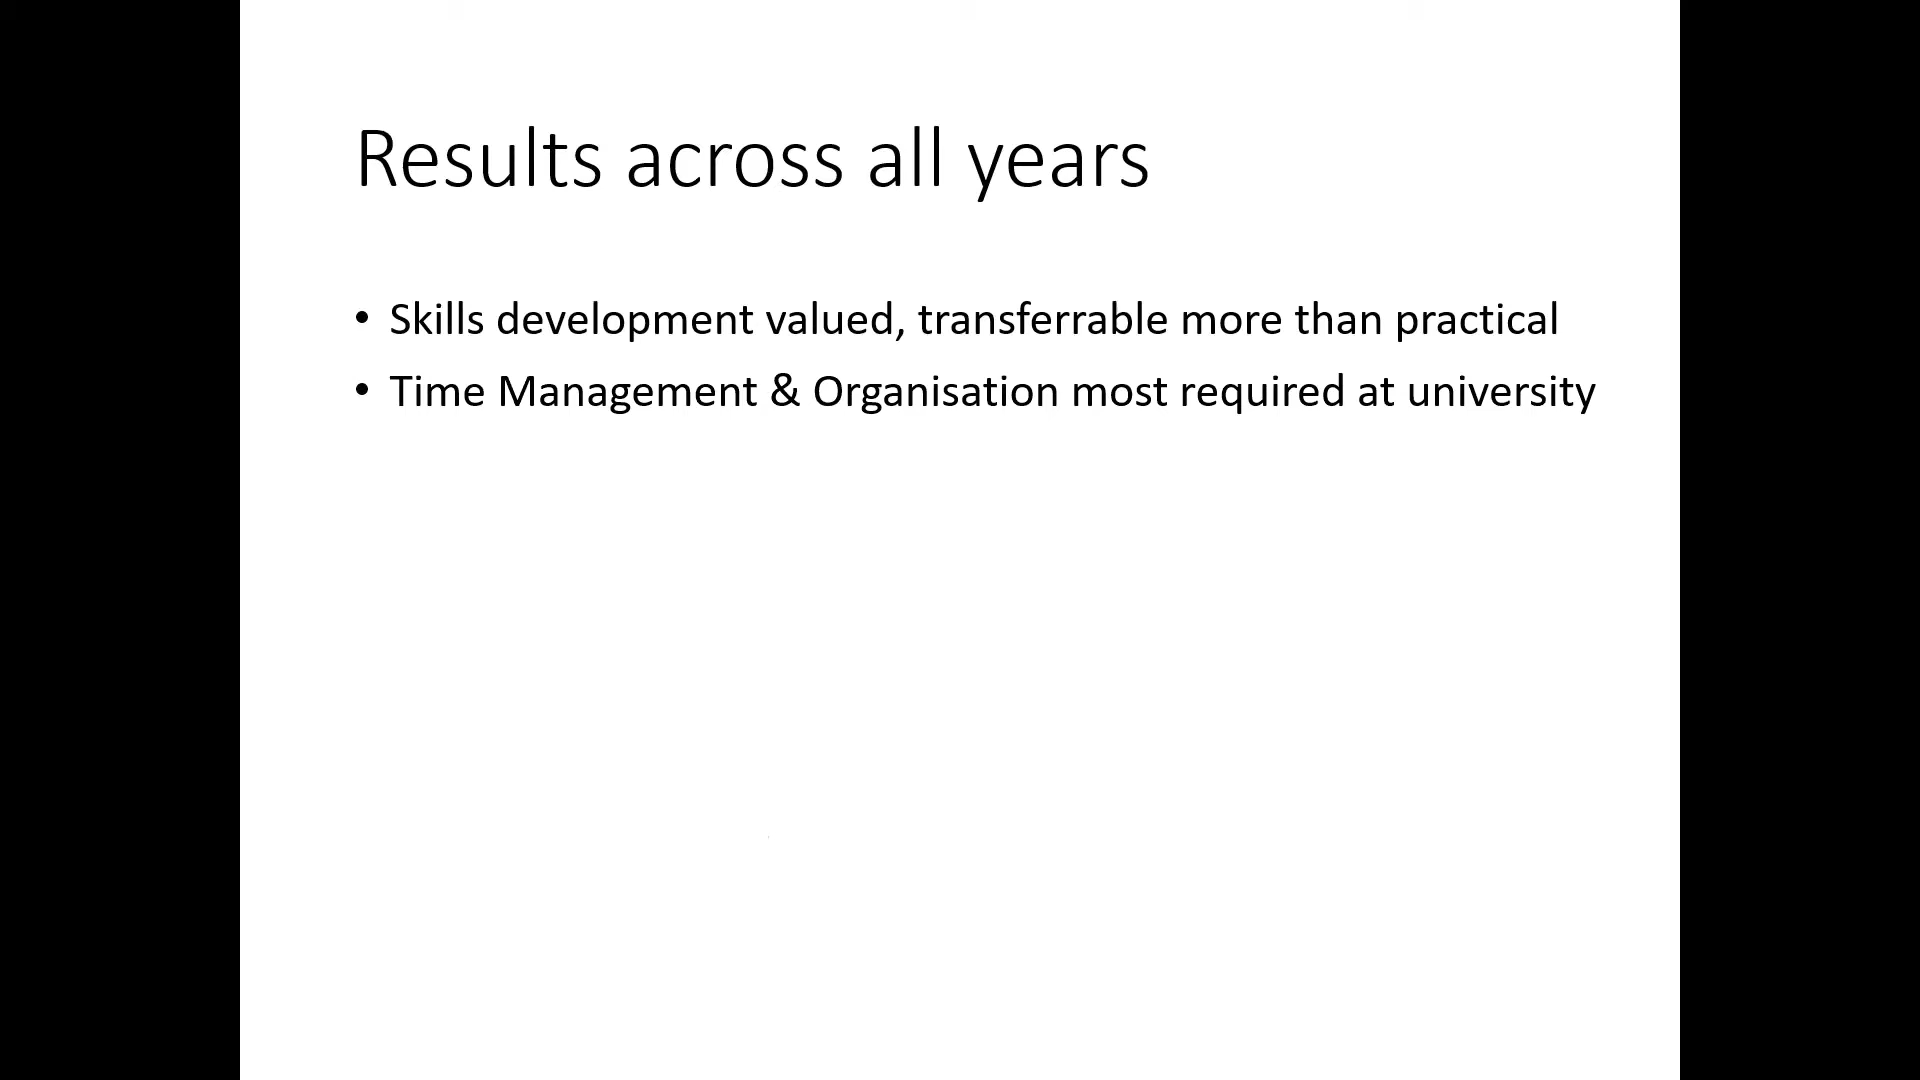 Results across all years
• Skills development valued, transferrable more than practical
• Time Management & Organisation most required at university